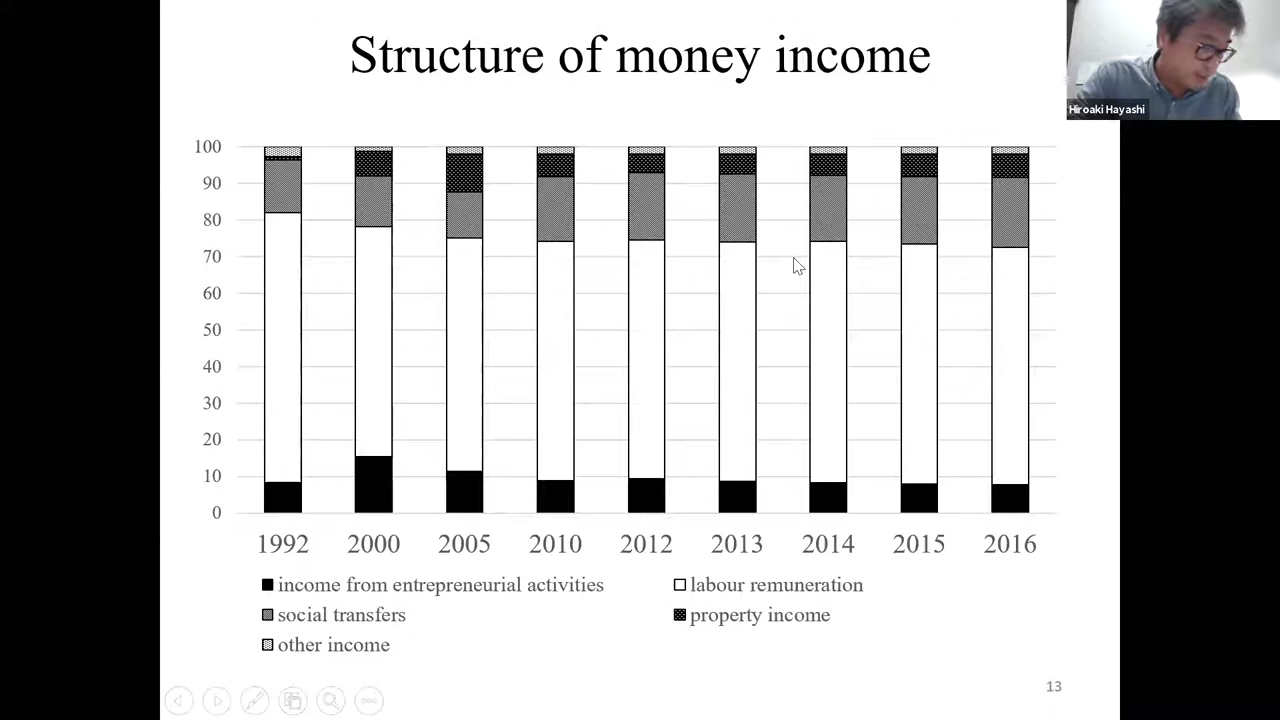 Structure of money income
Hiroaki Hayashi
100
90
80
70
60
50
40
30
20
10
0
1992 2000 2005 2010 2012 2013 2014 2015 2016
income from entrepreneurial activities labour remuneration
social transfers property income
other income
13